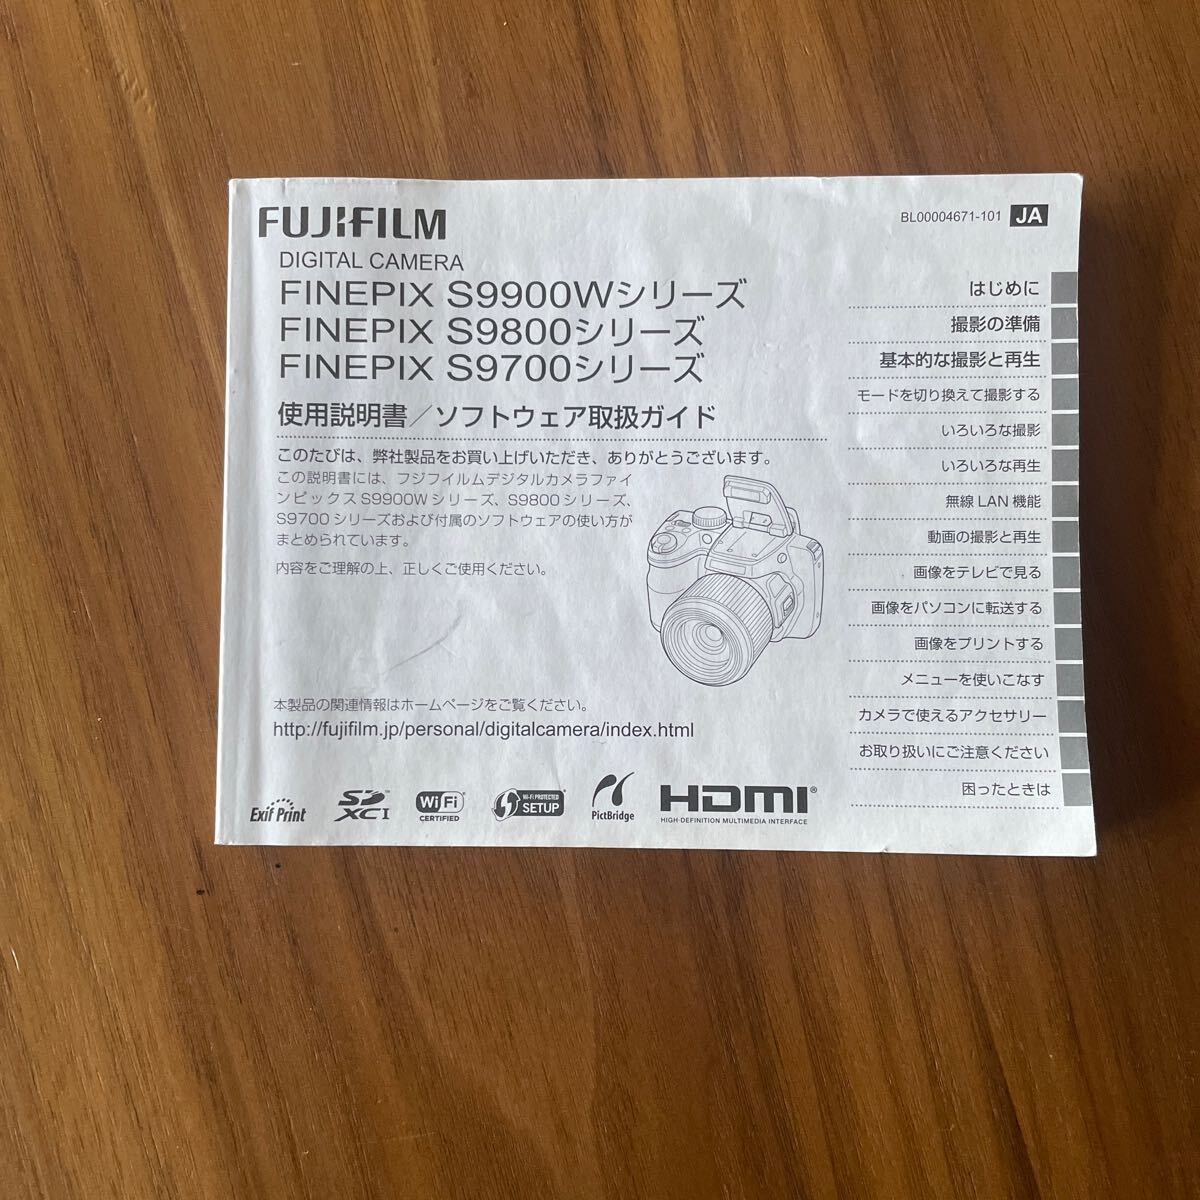 FUJIFILM
BL00004671-101 JA
DIGITAL CAMERA
FINEPIX S9900Wシリーズ
FINEPIX S9800シリーズ
FINEPIX S9700シリーズ
使用説明書／ソフトウェア取扱ガイド
このたびは、弊社製品をお買い上げいただき、ありがとうございます。
この説明書には、フジフイルムデジタルカメラファイ
ンピックス S9900W シリーズ、S9800 シリーズ、
S9700 シリーズおよび付属のソフトウェアの使い方が
まとめられています。
内容をご理解の上、正しくご使用ください。
本製品の関連情報はホームページをご覧ください。
http://fujifilm.jp/personal/digitalcamera/index.html
Exif Print
SD XC I ™
Wi Fi CERTIFIED
Wi-Fi PROTECTED SETUP
PictBridge
HDMI®
HIGH-DEFINITION MULTIMEDIA INTERFACE
はじめに
撮影の準備
基本的な撮影と再生
モードを切り換えて撮影する
いろいろな撮影
いろいろな再生
無線 LAN 機能
動画の撮影と再生
画像をテレビで見る
画像をパソコンに転送する
画像をプリントする
メニューを使いこなす
カメラで使えるアクセサリー
お取り扱いにご注意ください
困ったときは